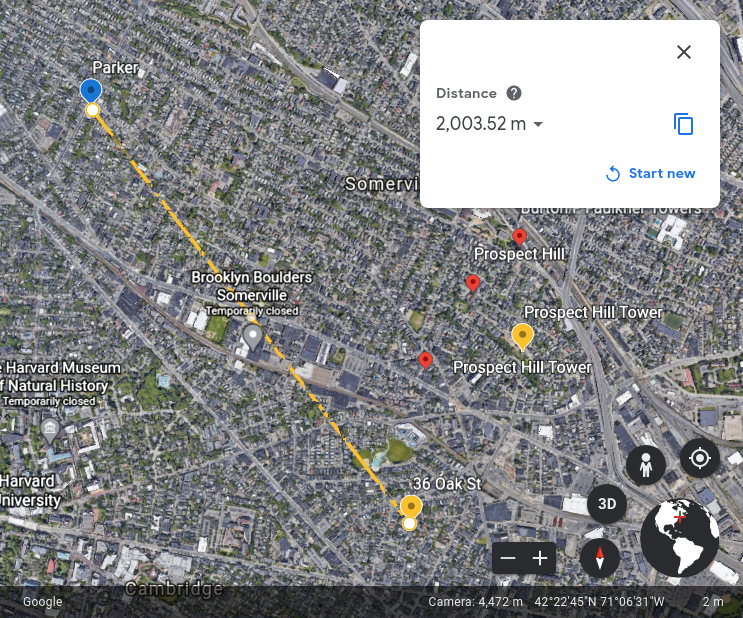 Parker
Distance
2,003.52 m
Start new
Somervi
Prospect Hill
Brooklyn Boulders
Somerville
Temporarily closed
Prospect Hill Tower
Prospect Hill Tower
e Harvard Museum
of Natural History
Temporarily closed
36 Oak St
Harvard
University
3D
Cambridge
Google
Camera: 4,472 m 42°22'45"N 71°06'31"W
2 m